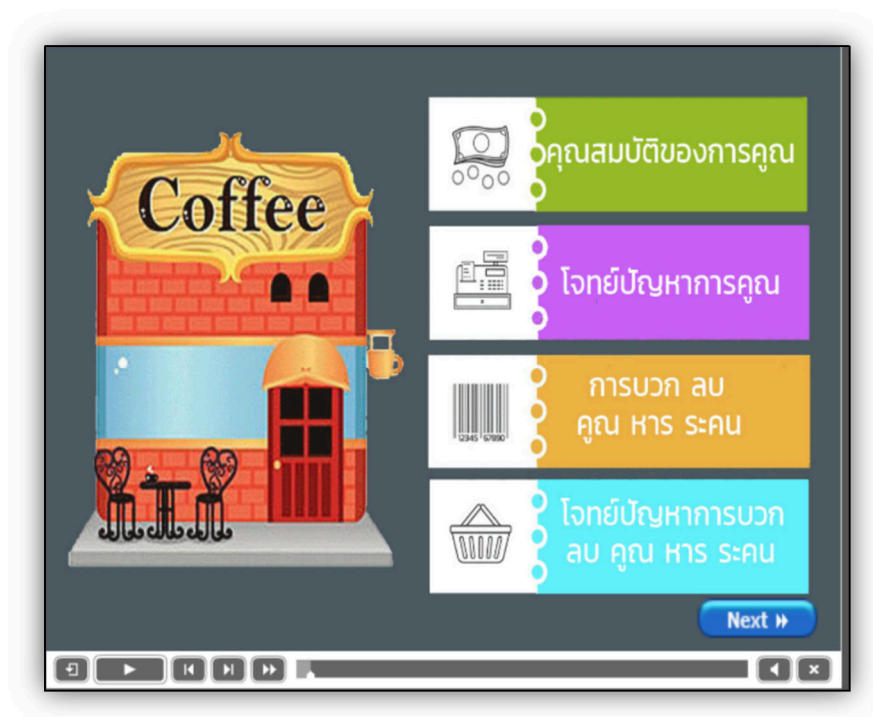 Coffee
คุณสมบัติของการคูณ
โจทย์ปัญหาการคูณ
การบวก ลบ
คูณ หาร ระคน
12345 67890
โจทย์ปัญหาการบวก
ลบ คูณ หาร ระคน
Next